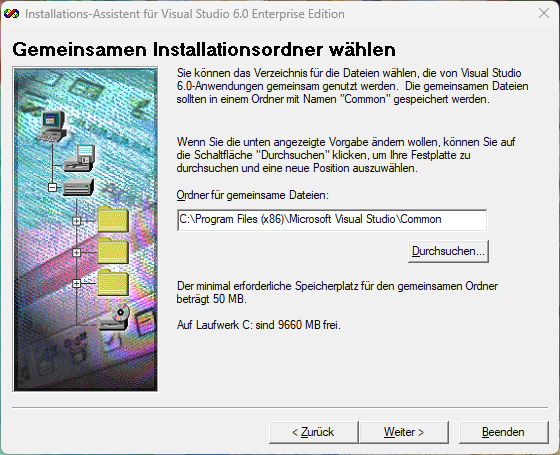 Installations-Assistent für Visual Studio 6.0 Enterprise Edition
Gemeinsamen Installationsordner wählen
Sie können das Verzeichnis für die Dateien wählen, die von Visual Studio
6.0-Anwendungen gemeinsam genutzt werden.  Die gemeinsamen Dateien
sollten in einem Ordner mit Namen "Common" gespeichert werden.
Wenn Sie die unten angezeigte Vorgabe ändern wollen, können Sie auf
die Schaltfläche "Durchsuchen" klicken, um Ihre Festplatte zu
durchsuchen und eine neue Position auszuwählen.
Ordner für gemeinsame Dateien:
C:\Program Files (x86)\Microsoft Visual Studio\Common
Durchsuchen...
Der minimal erforderliche Speicherplatz für den gemeinsamen Ordner
beträgt 50 MB.
Auf Laufwerk C: sind 9660 MB frei.
< Zurück
Weiter >
Beenden